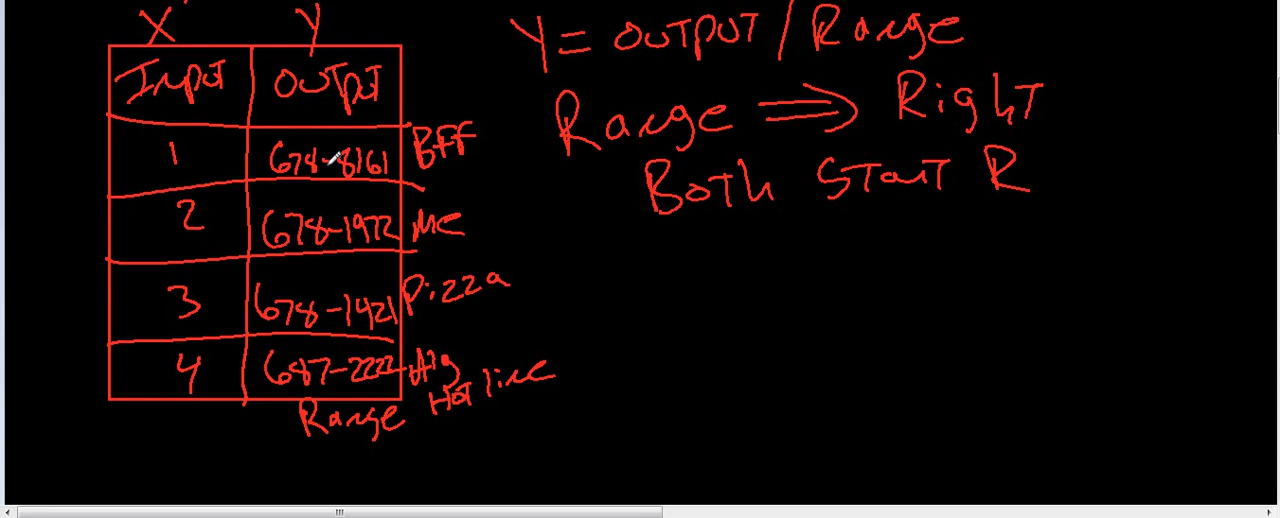 X Y
Input Output
1 678-8161 BFF
2 678-1972 Me
3 678-1421 Pizza
4 687-2222 Alg
Hot line
Range
Y = Output / Range
Range ⇒ Right
Both Start R